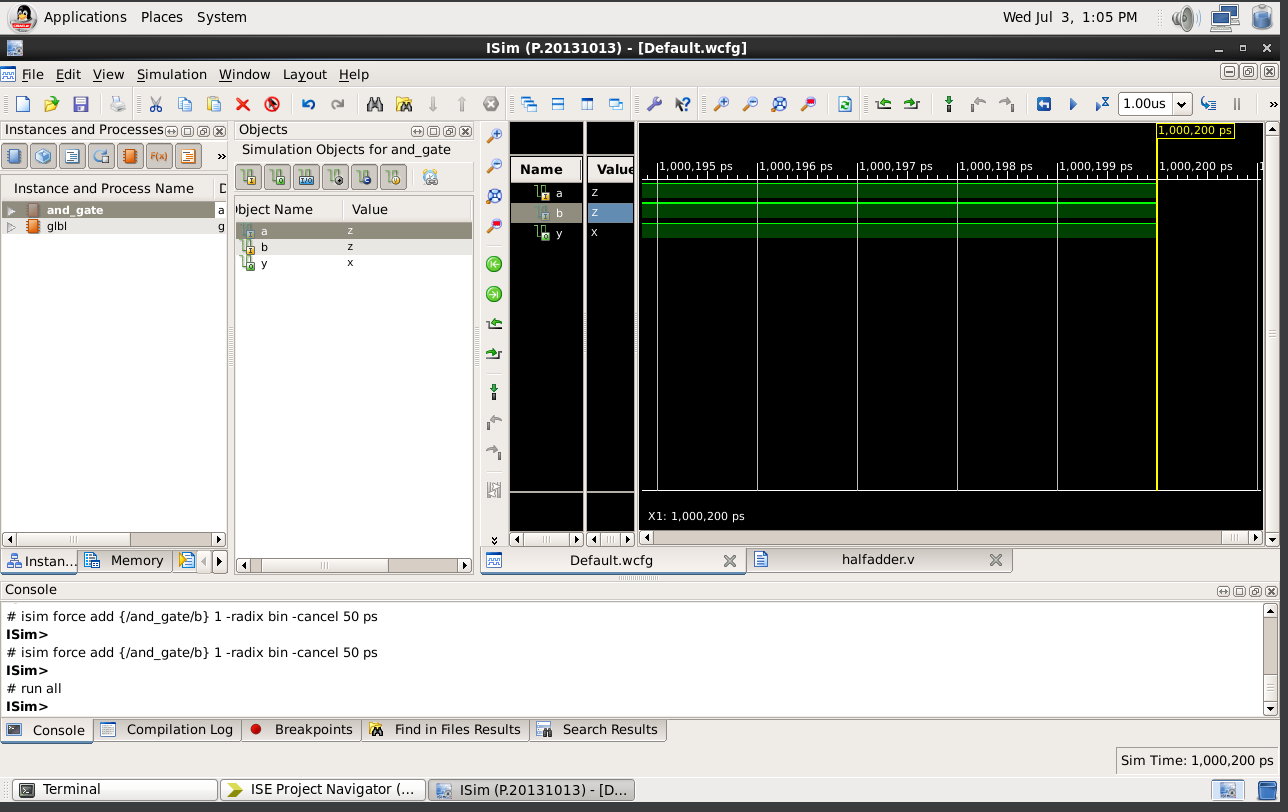 Applications Places System Wed Jul 3, 1:05 PM
ISim (P.20131013) - [Default.wcfg]
File Edit View Simulation Window Layout Help
1.00us
Instances and Processes
F(x)
Instance and Process Name D
and_gate a
glbl g
Instan...
Memory
Objects
Simulation Objects for and_gate
bject Name Value
a z
b z
y x
Name Value
a z
b z
y x
1,000,200 ps
1,000,195 ps 1,000,196 ps 1,000,197 ps 1,000,198 ps 1,000,199 ps 1,000,200 ps
X1: 1,000,200 ps
Default.wcfg
halfadder.v
Console
# isim force add {/and_gate/b} 1 -radix bin -cancel 50 ps
ISim>
# isim force add {/and_gate/b} 1 -radix bin -cancel 50 ps
ISim>
# run all
ISim>
Console Compilation Log Breakpoints Find in Files Results Search Results
Sim Time: 1,000,200 ps
Terminal ISE Project Navigator (... ISim (P.20131013) - [D...